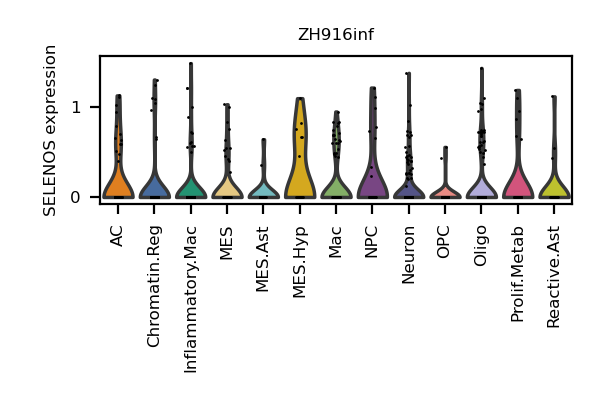 ZH916inf
SELENOS expression
1
0
AC
Chromatin.Reg
Inflammatory.Mac
MES
MES.Ast
MES.Hyp
Mac
NPC
Neuron
OPC
Oligo
Prolif.Metab
Reactive.Ast